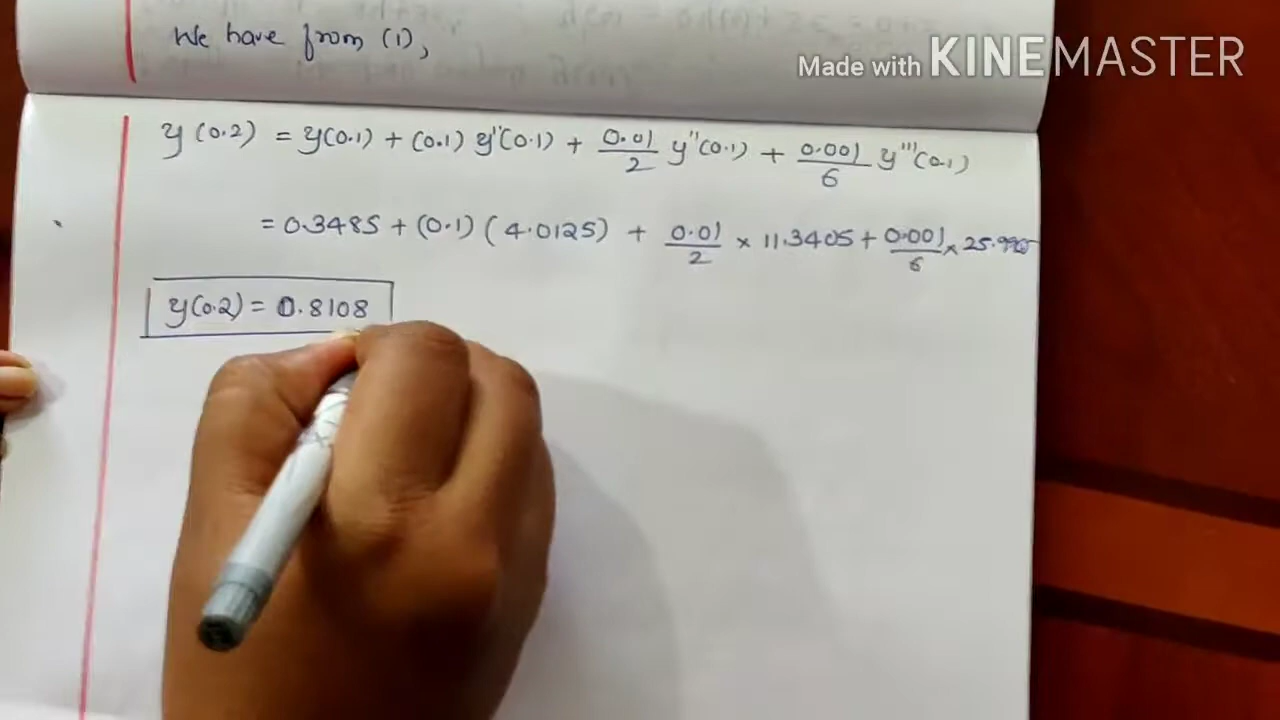 We have from (1),
Made with KINEMASTER
y(0.2) = y(0.1) + (0.1) y'(0.1) + 0.01/2 y''(0.1) + 0.001/6 y'''(0.1)
= 0.3485 + (0.1) (4.0125) + 0.01/2 × 11.3405 + 0.001/6 ×
y(0.2) = 0.8108